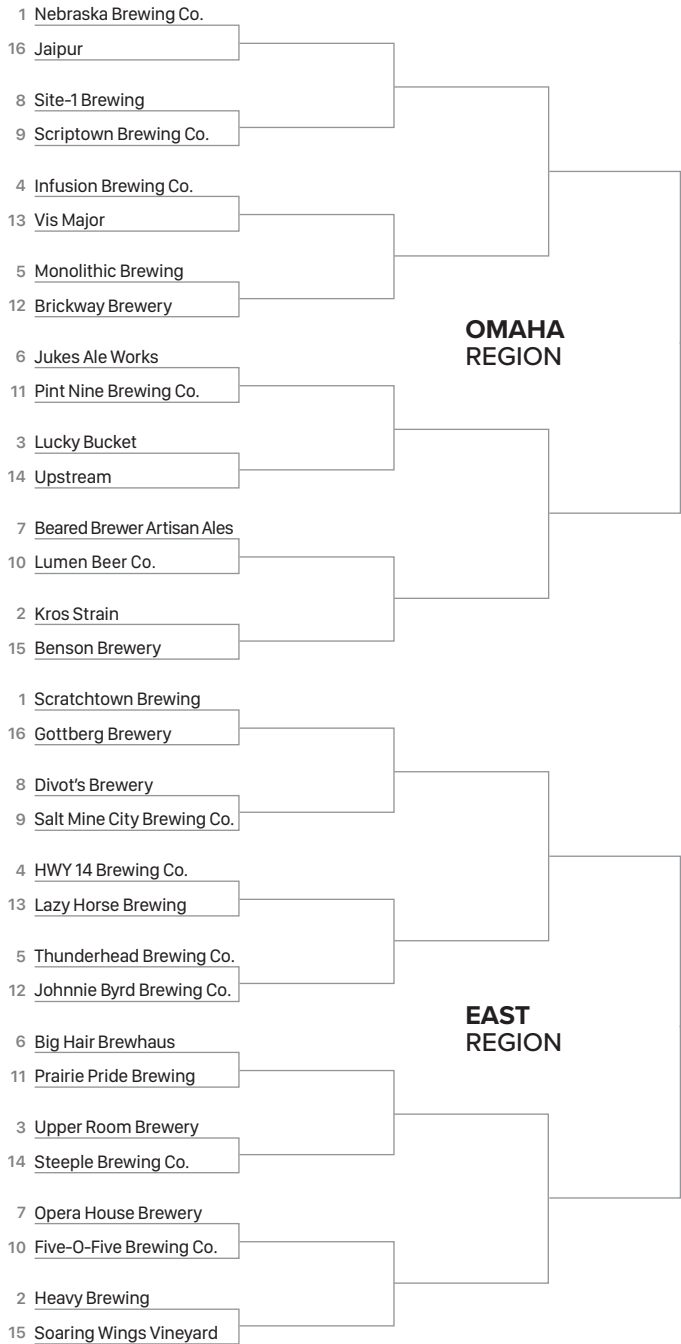 1 Nebraska Brewing Co.
16 Jaipur
8 Site-1 Brewing
9 Scriptown Brewing Co.
4 Infusion Brewing Co.
13 Vis Major
5 Monolithic Brewing
12 Brickway Brewery
OMAHA
REGION
6 Jukes Ale Works
11 Pint Nine Brewing Co.
3 Lucky Bucket
14 Upstream
7 Beared Brewer Artisan Ales
10 Lumen Beer Co.
2 Kros Strain
15 Benson Brewery
1 Scratchtown Brewing
16 Gottberg Brewery
8 Divot's Brewery
9 Salt Mine City Brewing Co.
4 HWY 14 Brewing Co.
13 Lazy Horse Brewing
5 Thunderhead Brewing Co.
12 Johnnie Byrd Brewing Co.
EAST
REGION
6 Big Hair Brewhaus
11 Prairie Pride Brewing
3 Upper Room Brewery
14 Steeple Brewing Co.
7 Opera House Brewery
10 Five-O-Five Brewing Co.
2 Heavy Brewing
15 Soaring Wings Vineyard